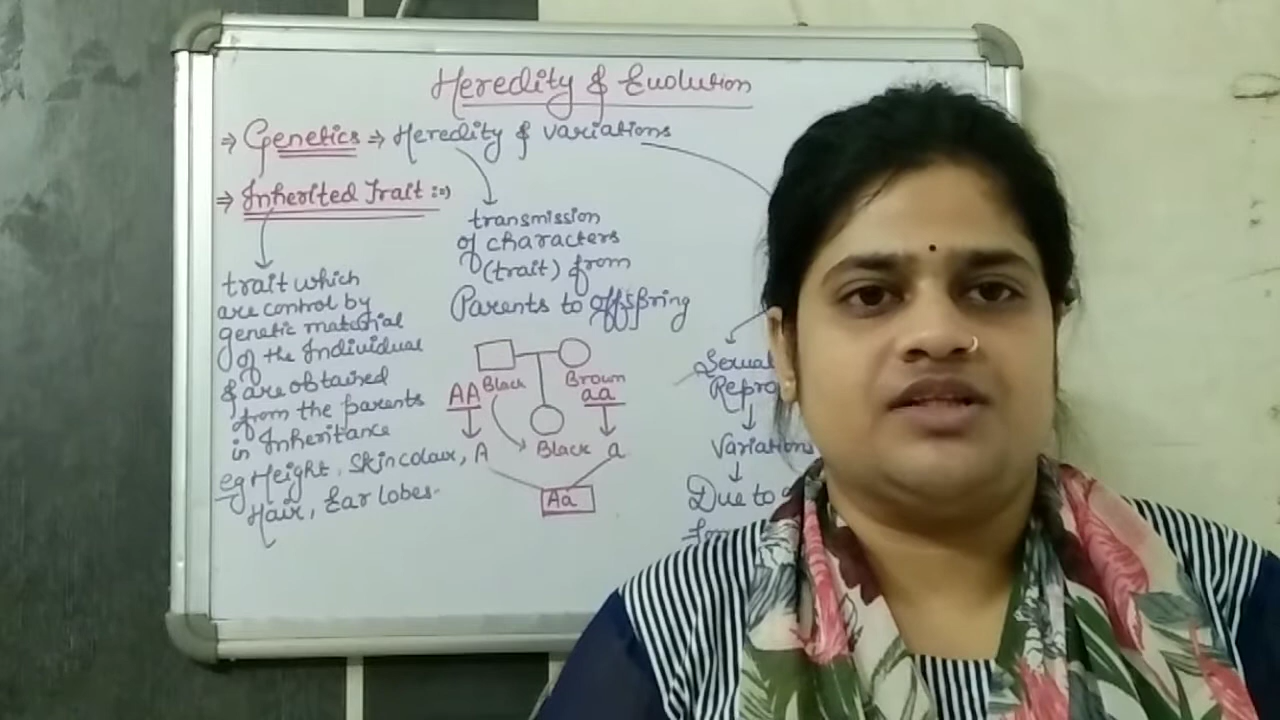 Heredity & Evolution
⇒ Genetics ⇒ Heredity & variations
⇒ Inherited Trait :-)
trait which
are control by
genetic material
of the Individual
& are obtained
from the parents
in Inheritance
eg Height, Skin colour,
Hair, Ear lobes.
transmission
of characters
(trait) from
Parents to offspring
AA Black
Brown
aa
Black
A
a
Aa
Sexual
Repro
Variations
Due to